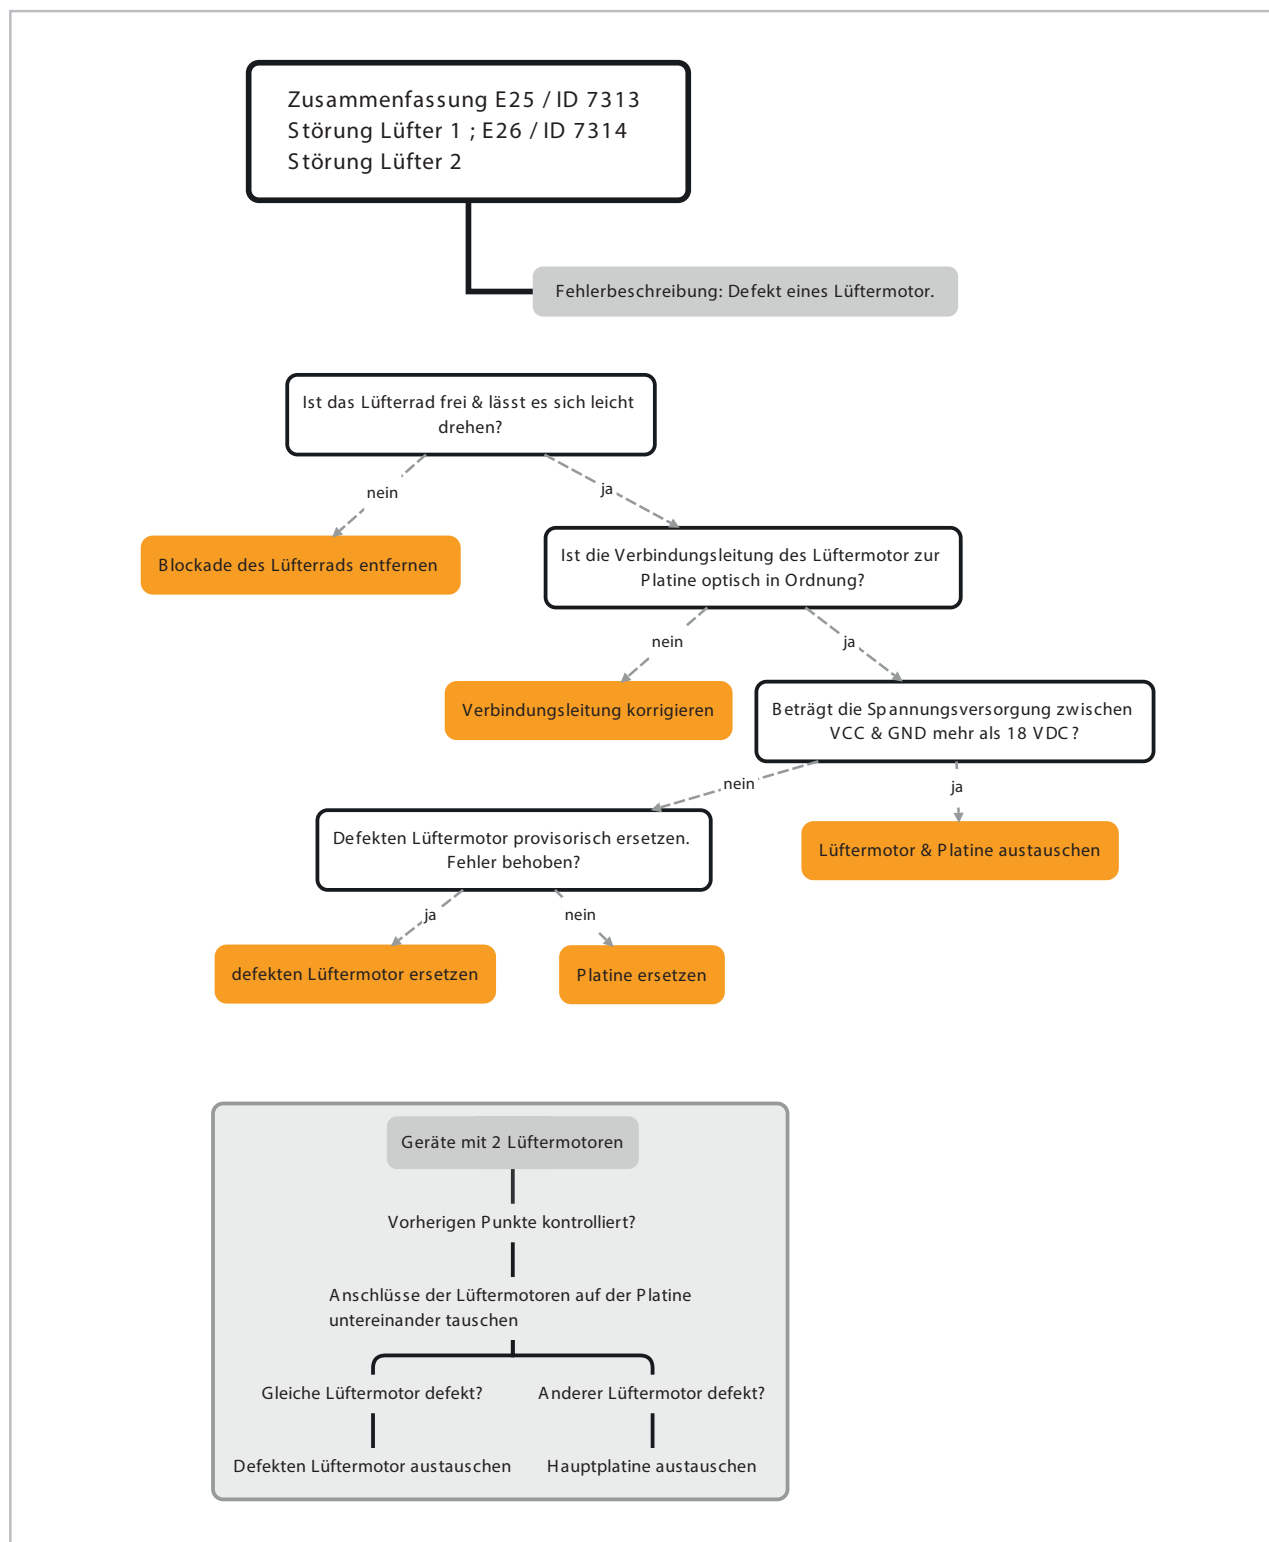 Zusammenfassung E25 / ID 7313
Störung Lüfter 1 ; E26 / ID 7314
Störung Lüfter 2
Fehlerbeschreibung: Defekt eines Lüftermotor.
Ist das Lüfterrad frei & lässt es sich leicht
drehen?
nein
ja
Blockade des Lüfterrads entfernen
Ist die Verbindungsleitung des Lüftermotor zur
Platine optisch in Ordnung?
nein
ja
Verbindungsleitung korrigieren
Beträgt die Spannungsversorgung zwischen
VCC & GND mehr als 18 VDC?
nein
ja
Defekten Lüftermotor provisorisch ersetzen.
Fehler behoben?
Lüftermotor & Platine austauschen
ja
nein
defekten Lüftermotor ersetzen
Platine ersetzen
Geräte mit 2 Lüftermotoren
Vorherigen Punkte kontrolliert?
Anschlüsse der Lüftermotoren auf der Platine
untereinander tauschen
Gleiche Lüftermotor defekt?
Anderer Lüftermotor defekt?
Defekten Lüftermotor austauschen
Hauptplatine austauschen